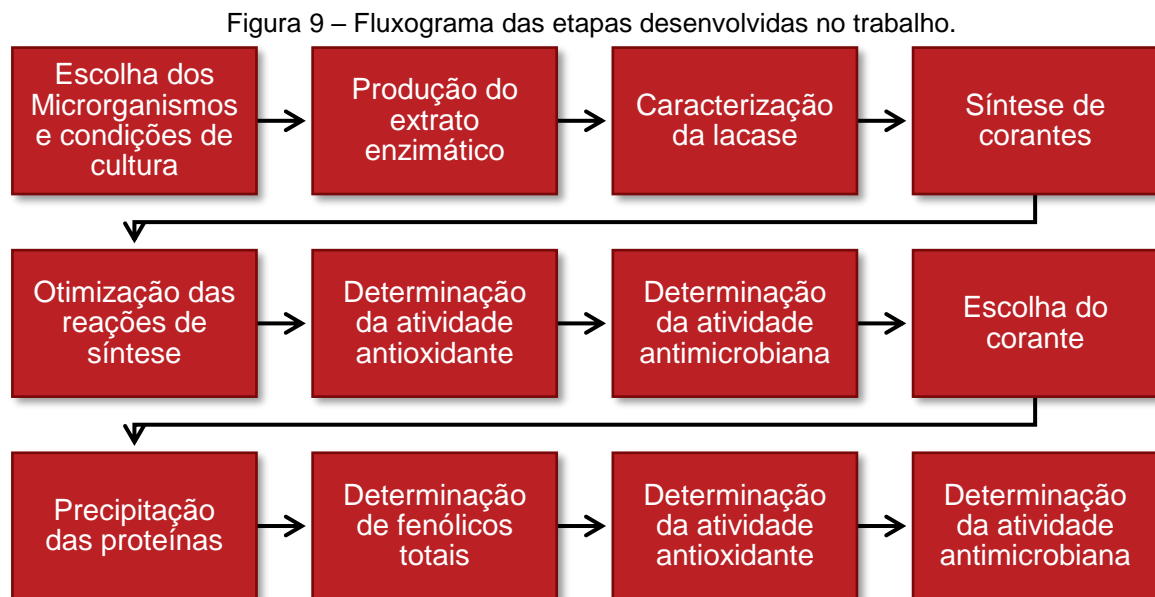 Figura 9 – Fluxograma das etapas desenvolvidas no trabalho.
Escolha dos
Microrganismos
e condições de
cultura
Produção do
extrato
enzimático
Caracterização
da lacase
Síntese de
corantes
Otimização das
reações de
síntese
Determinação
da atividade
antioxidante
Determinação
da atividade
antimicrobiana
Escolha do
corante
Precipitação
das proteínas
Determinação
de fenólicos
totais
Determinação
da atividade
antioxidante
Determinação
da atividade
antimicrobiana